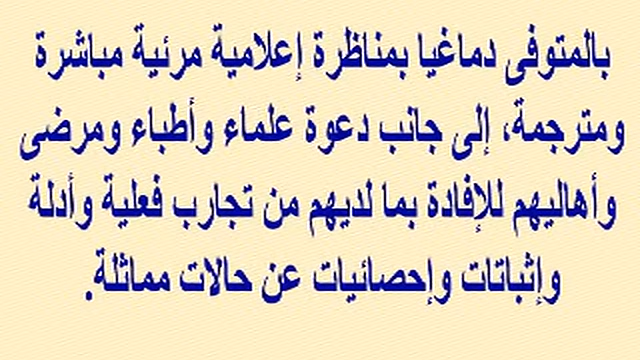 بالمتوفى دماغيا بمناظرة إعلامية مرئية مباشرة
ومترجمة، إلى جانب دعوة علماء وأطباء ومرضى
وأهاليهم للإفادة بما لديهم من تجارب فعلية وأدلة
وإثباتات وإحصائيات عن حالات مماثلة.